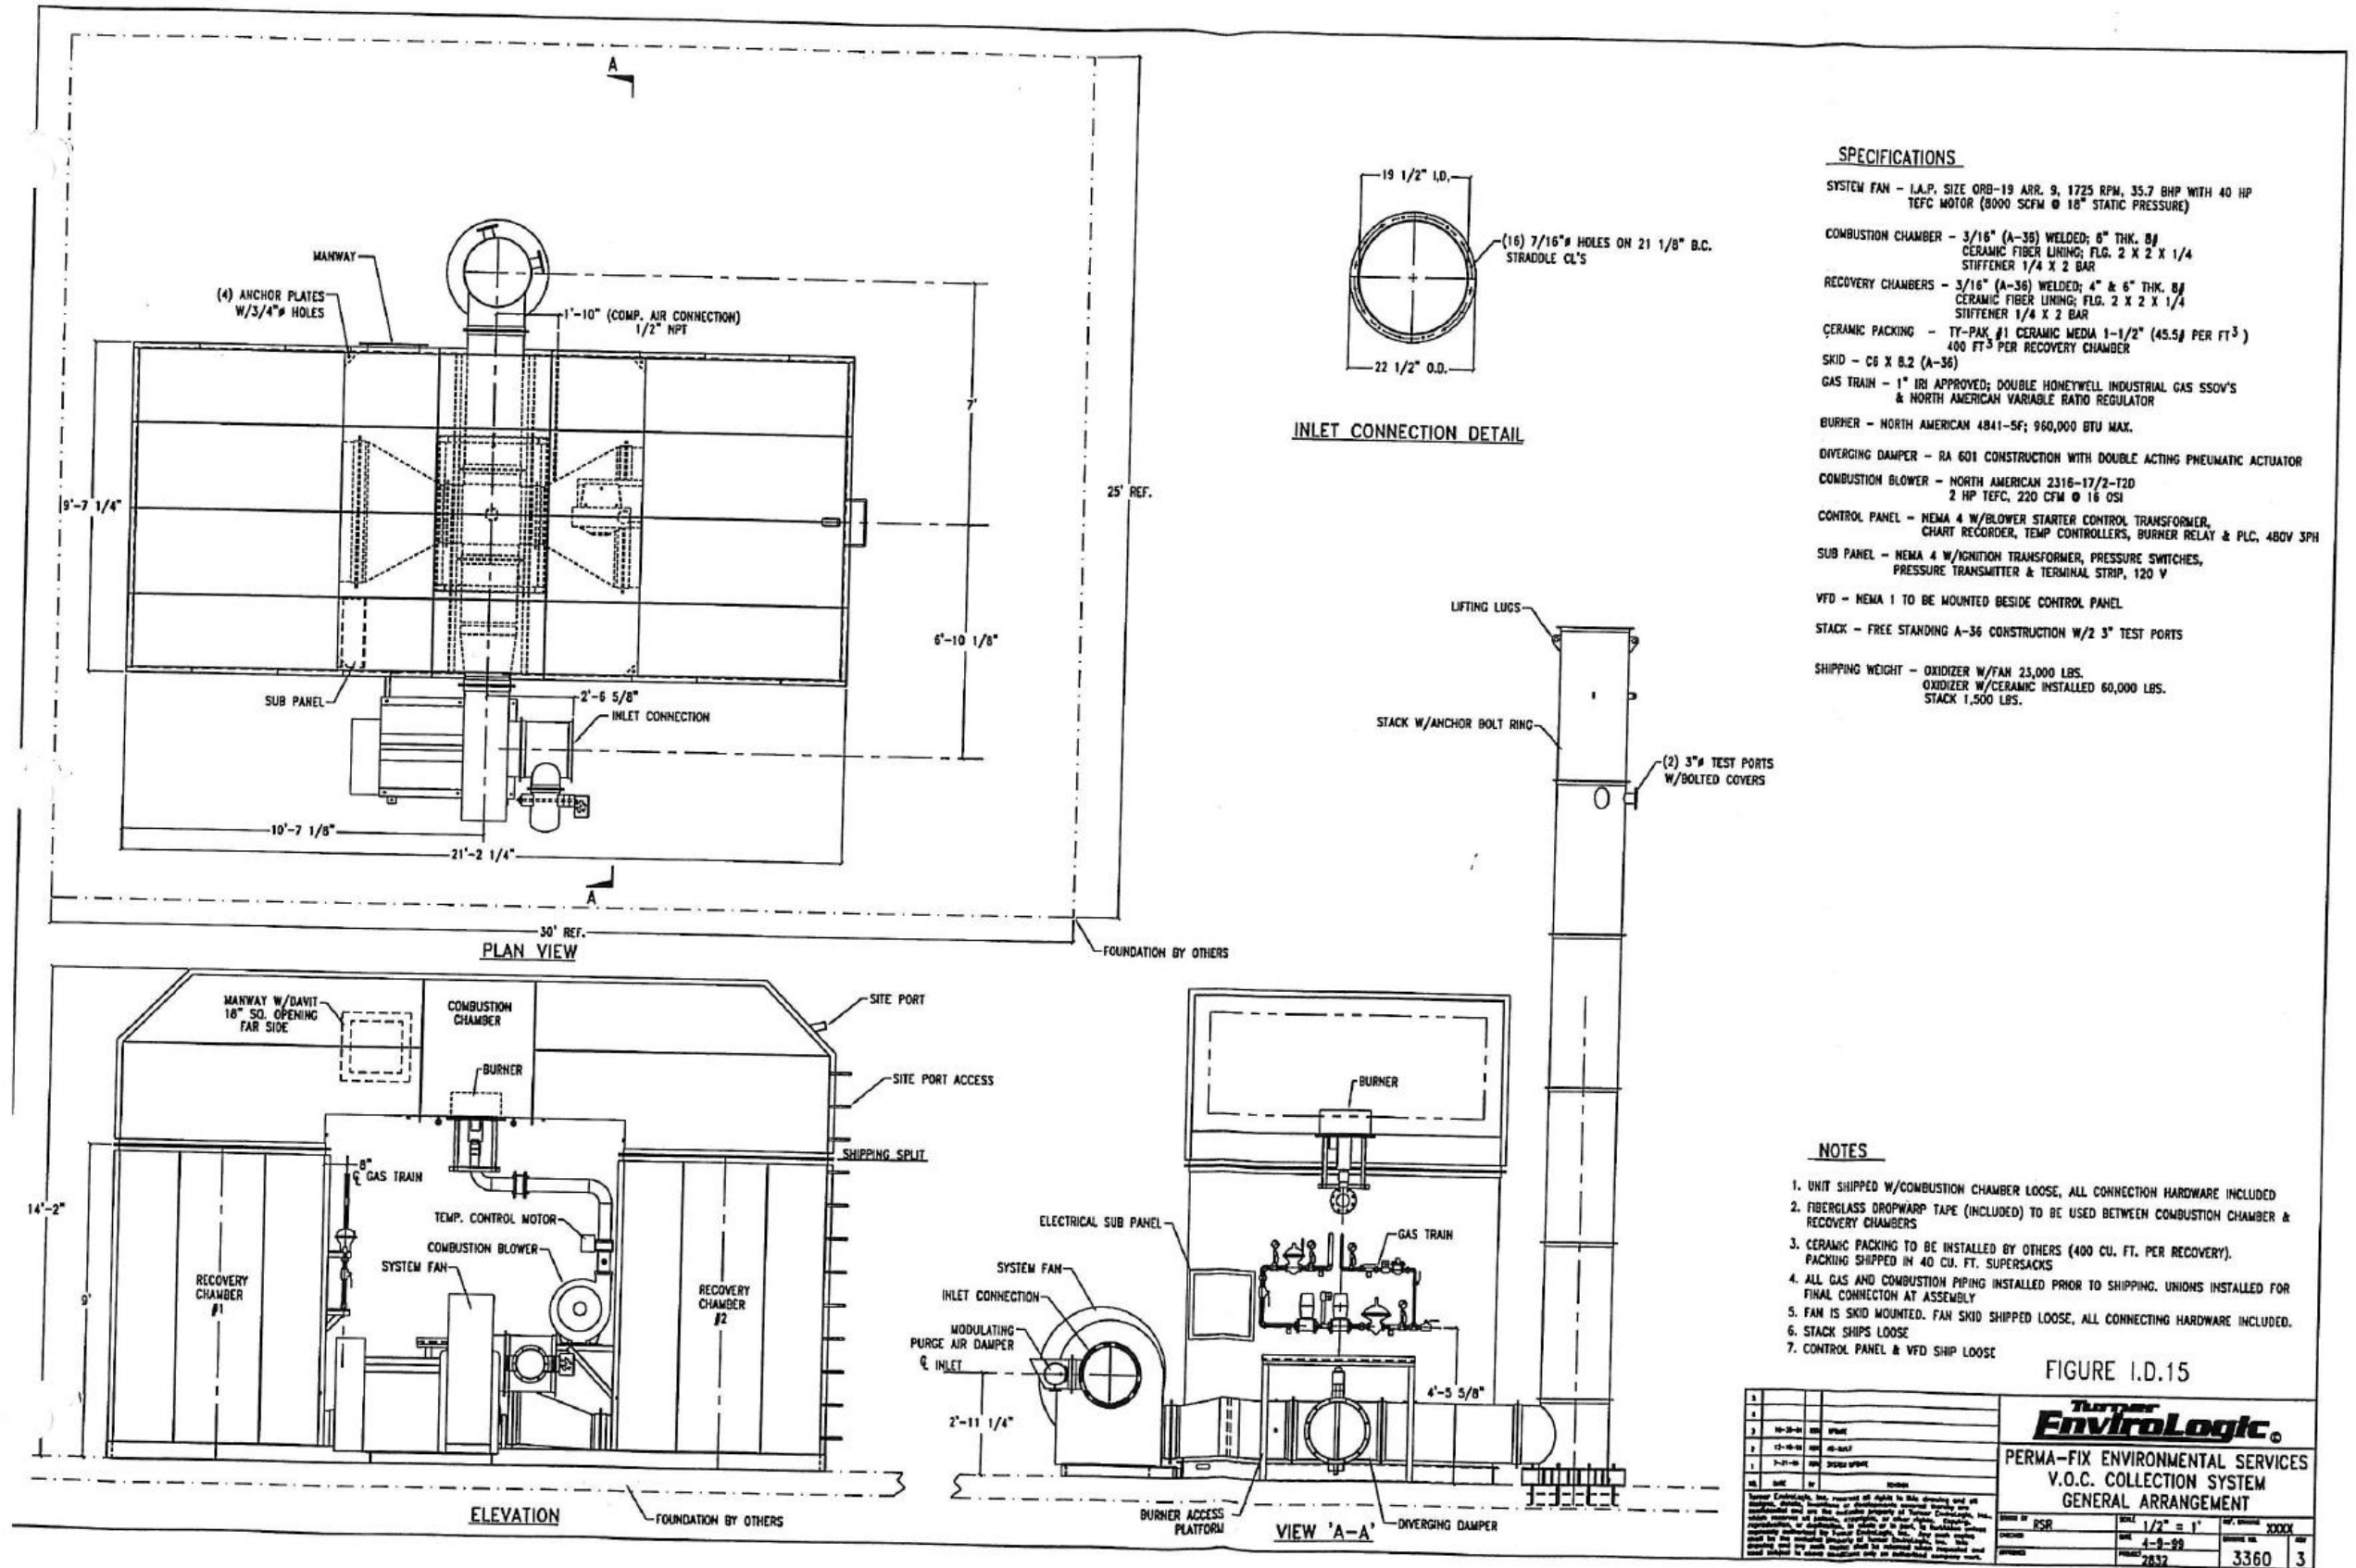 A
MANWAY
(4) ANCHOR PLATES
W/3/4"ø HOLES
1'-10" (COMP. AIR CONNECTION)
1/2" NPT
7'
9'-7 1/4"
25' REF.
6'-10 1/8"
SUB PANEL
2'-6 5/8"
INLET CONNECTION
10'-7 1/8"
21'-2 1/4"
A
30' REF.
PLAN VIEW
FOUNDATION BY OTHERS
19 1/2" I.D.
(16) 7/16"ø HOLES ON 21 1/8" B.C.
STRADDLE CL'S
22 1/2" O.D.
INLET CONNECTION DETAIL
SPECIFICATIONS
SYSTEM FAN - I.A.P. SIZE ORB-19 ARR. 9, 1725 RPM, 35.7 BHP WITH 40 HP
TEFC MOTOR (8000 SCFM @ 18" STATIC PRESSURE)
COMBUSTION CHAMBER - 3/16" (A-36) WELDED; 6" THK. 8#
CERAMIC FIBER LINING; FLG. 2 X 2 X 1/4
STIFFENER 1/4 X 2 BAR
RECOVERY CHAMBERS - 3/16" (A-36) WELDED; 4" & 6" THK. 8#
CERAMIC FIBER LINING; FLG. 2 X 2 X 1/4
STIFFENER 1/4 X 2 BAR
CERAMIC PACKING - TY-PAK #1 CERAMIC MEDIA 1-1/2" (45.5# PER FT³)
400 FT³ PER RECOVERY CHAMBER
SKID - C6 X 8.2 (A-36)
GAS TRAIN - 1" IRI APPROVED; DOUBLE HONEYWELL INDUSTRIAL GAS SSOV'S
& NORTH AMERICAN VARIABLE RATIO REGULATOR
BURNER - NORTH AMERICAN 4841-5F; 960,000 BTU MAX.
DIVERGING DAMPER - RA 601 CONSTRUCTION WITH DOUBLE ACTING PNEUMATIC ACTUATOR
COMBUSTION BLOWER - NORTH AMERICAN 2316-17/2-T20
2 HP TEFC, 220 CFM @ 16 OSI
CONTROL PANEL - NEMA 4 W/BLOWER STARTER CONTROL TRANSFORMER,
CHART RECORDER, TEMP CONTROLLERS, BURNER RELAY & PLC, 480V 3PH
SUB PANEL - NEMA 4 W/IGNITION TRANSFORMER, PRESSURE SWITCHES,
PRESSURE TRANSMITTER & TERMINAL STRIP, 120 V
VFD - NEMA 1 TO BE MOUNTED BESIDE CONTROL PANEL
STACK - FREE STANDING A-36 CONSTRUCTION W/2 3" TEST PORTS
SHIPPING WEIGHT - OXIDIZER W/FAN 23,000 LBS.
OXIDIZER W/CERAMIC INSTALLED 60,000 LBS.
STACK 1,500 LBS.
MANWAY W/DAVIT
18" SQ. OPENING
FAR SIDE
COMBUSTION
CHAMBER
SITE PORT
BURNER
SITE PORT ACCESS
SHIPPING SPLIT
8"
℄ GAS TRAIN
14'-2"
TEMP. CONTROL MOTOR
COMBUSTION BLOWER
SYSTEM FAN
9'
RECOVERY
CHAMBER
#1
RECOVERY
CHAMBER
#2
ELEVATION
FOUNDATION BY OTHERS
LIFTING LUGS
STACK W/ANCHOR BOLT RING
(2) 3"ø TEST PORTS
W/BOLTED COVERS
BURNER
ELECTRICAL SUB PANEL
GAS TRAIN
SYSTEM FAN
INLET CONNECTION
MODULATING
PURGE AIR DAMPER
℄ INLET
2'-11 1/4"
4'-5 5/8"
BURNER ACCESS
PLATFORM
VIEW 'A-A'
DIVERGING DAMPER
NOTES
1. UNIT SHIPPED W/COMBUSTION CHAMBER LOOSE, ALL CONNECTION HARDWARE INCLUDED
2. FIBERGLASS DROPWARP TAPE (INCLUDED) TO BE USED BETWEEN COMBUSTION CHAMBER &
RECOVERY CHAMBERS
3. CERAMIC PACKING TO BE INSTALLED BY OTHERS (400 CU. FT. PER RECOVERY).
PACKING SHIPPED IN 40 CU. FT. SUPERSACKS
4. ALL GAS AND COMBUSTION PIPING INSTALLED PRIOR TO SHIPPING. UNIONS INSTALLED FOR
FINAL CONNECTON AT ASSEMBLY
5. FAN IS SKID MOUNTED. FAN SKID SHIPPED LOOSE, ALL CONNECTING HARDWARE INCLUDED.
6. STACK SHIPS LOOSE
7. CONTROL PANEL & VFD SHIP LOOSE
FIGURE I.D.15
Turner
EnviroLogic
PERMA-FIX ENVIRONMENTAL SERVICES
V.O.C. COLLECTION SYSTEM
GENERAL ARRANGEMENT
RSR
SCALE 1/2" = 1'
XXXX
DATE 4-9-99
2832
3360
3